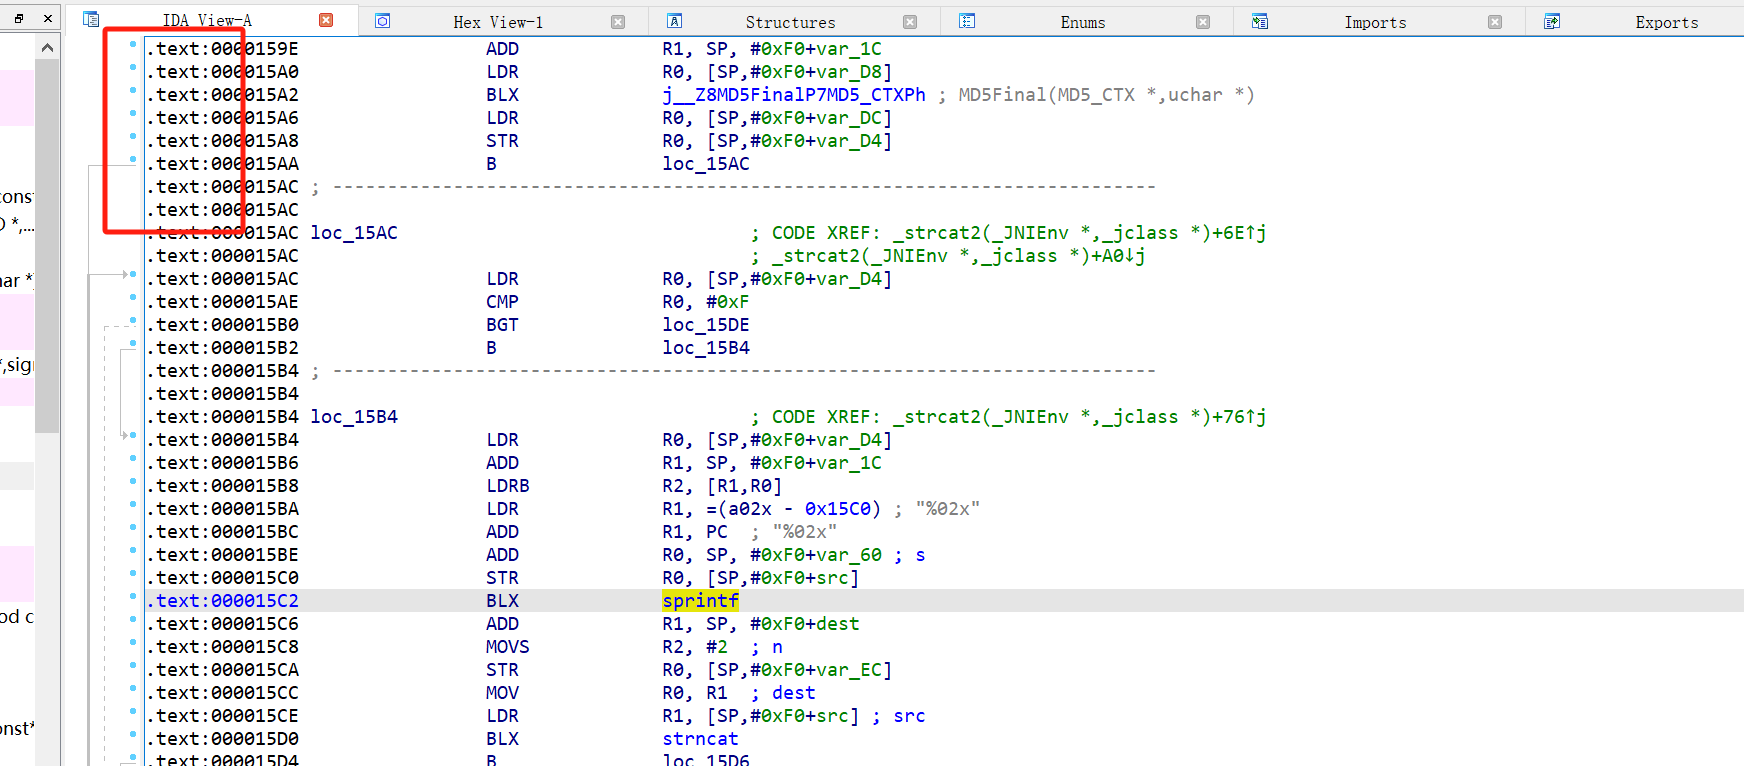 IDA View-A Hex View-1 Structures Enums Imports Exports
.text:0000159E ADD R1, SP, #0xF0+var_1C
.text:000015A0 LDR R0, [SP,#0xF0+var_D8]
.text:000015A2 BLX j__Z8MD5FinalP7MD5_CTXPh ; MD5Final(MD5_CTX *,uchar *)
.text:000015A6 LDR R0, [SP,#0xF0+var_DC]
.text:000015A8 STR R0, [SP,#0xF0+var_D4]
.text:000015AA B loc_15AC
.text:000015AC ; ---------------------------------------------------------------------------
.text:000015AC
.text:000015AC loc_15AC ; CODE XREF: _strcat2(_JNIEnv *,_jclass *)+6E↑j
.text:000015AC ; _strcat2(_JNIEnv *,_jclass *)+A0↓j
.text:000015AC LDR R0, [SP,#0xF0+var_D4]
.text:000015AE CMP R0, #0xF
.text:000015B0 BGT loc_15DE
.text:000015B2 B loc_15B4
.text:000015B4 ; ---------------------------------------------------------------------------
.text:000015B4
.text:000015B4 loc_15B4 ; CODE XREF: _strcat2(_JNIEnv *,_jclass *)+76↑j
.text:000015B4 LDR R0, [SP,#0xF0+var_D4]
.text:000015B6 ADD R1, SP, #0xF0+var_1C
.text:000015B8 LDRB R2, [R1,R0]
.text:000015BA LDR R1, =(a02x - 0x15C0) ; "%02x"
.text:000015BC ADD R1, PC ; "%02x"
.text:000015BE ADD R0, SP, #0xF0+var_60 ; s
.text:000015C0 STR R0, [SP,#0xF0+src]
.text:000015C2 BLX sprintf
.text:000015C6 ADD R1, SP, #0xF0+dest
.text:000015C8 MOVS R2, #2 ; n
.text:000015CA STR R0, [SP,#0xF0+var_EC]
.text:000015CC MOV R0, R1 ; dest
.text:000015CE LDR R1, [SP,#0xF0+src] ; src
.text:000015D0 BLX strncat
.text:000015D4 B loc_15D6
cons
*,...
ar *
*,sig
od c
onst*